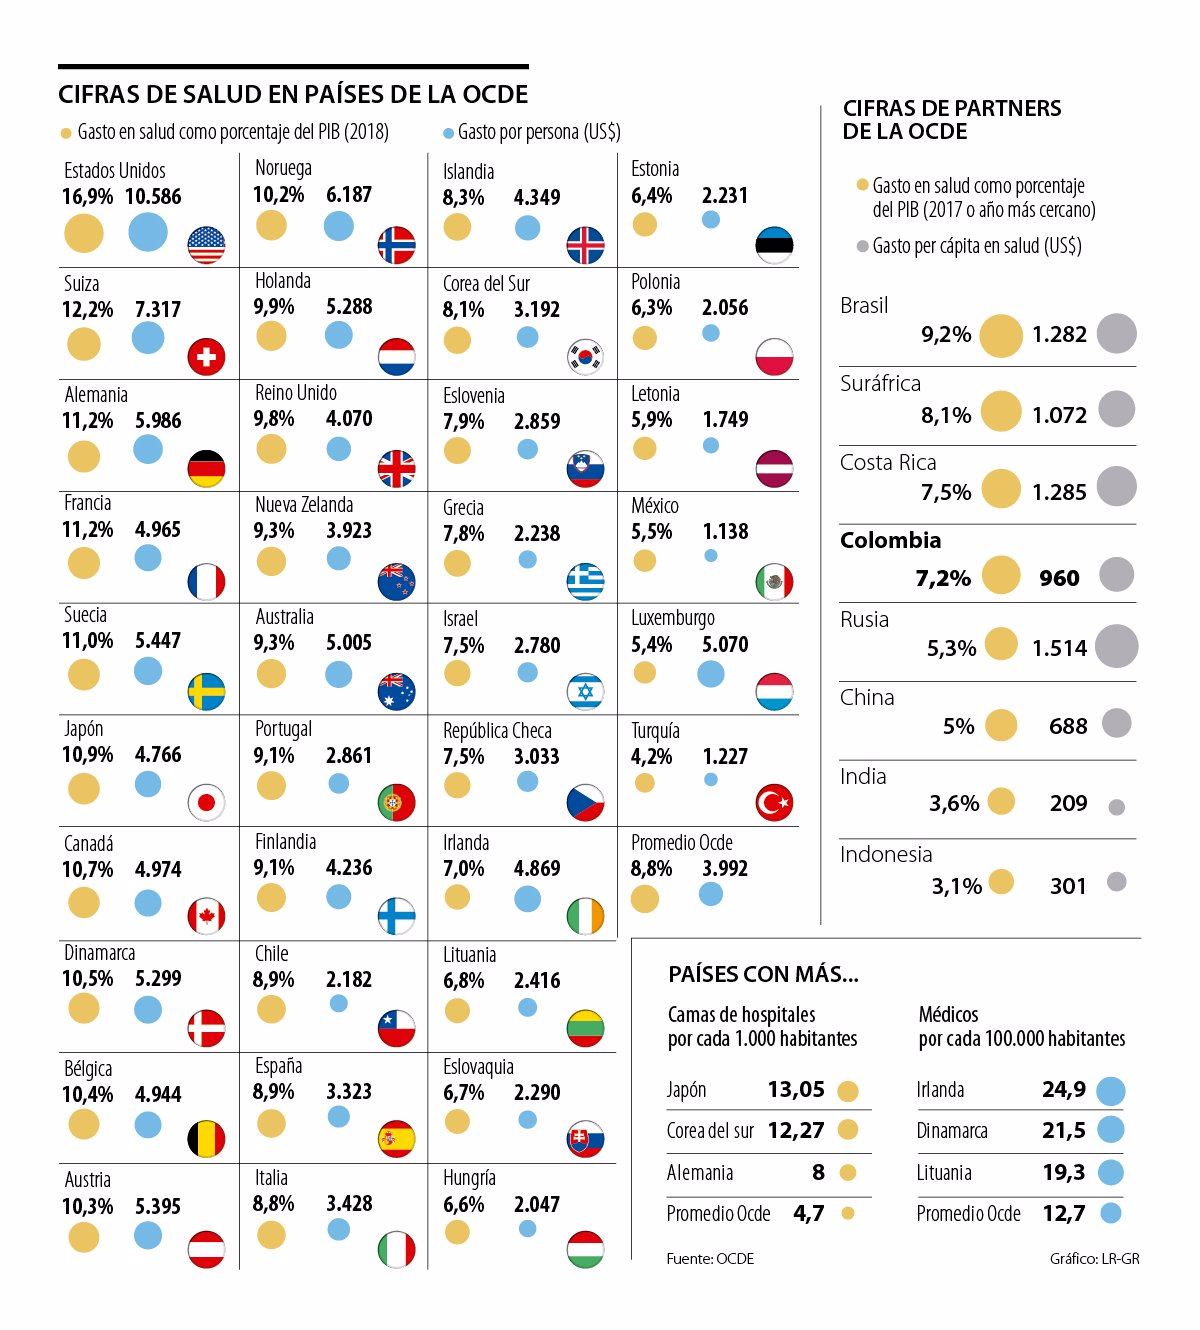 CIFRAS DE SALUD EN PAÍSES DE LA OCDE
Gasto en salud como porcentaje del PIB (2018)
Gasto por persona (US$)
Estados Unidos
16,9% 10.586
Suiza
12,2% 7.317
Alemania
11,2% 5.986
Francia
11,2% 4.965
Suecia
11,0% 5.447
Japón
10,9% 4.766
Canadá
10,7% 4.974
Dinamarca
10,5% 5.299
Bélgica
10,4% 4.944
Austria
10,3% 5.395
Noruega
10,2% 6.187
Holanda
9,9% 5.288
Reino Unido
9,8% 4.070
Nueva Zelanda
9,3% 3.923
Australia
9,3% 5.005
Portugal
9,1% 2.861
Finlandia
9,1% 4.236
Chile
8,9% 2.182
España
8,9% 3.323
Italia
8,8% 3.428
Islandia
8,3% 4.349
Corea del Sur
8,1% 3.192
Eslovenia
7,9% 2.859
Grecia
7,8% 2.238
Israel
7,5% 2.780
República Checa
7,5% 3.033
Irlanda
7,0% 4.869
Lituania
6,8% 2.416
Eslovaquia
6,7% 2.290
Hungría
6,6% 2.047
Estonia
6,4% 2.231
Polonia
6,3% 2.056
Letonia
5,9% 1.749
México
5,5% 1.138
Luxemburgo
5,4% 5.070
Turquía
4,2% 1.227
Promedio Ocde
8,8% 3.992
CIFRAS DE PARTNERS
DE LA OCDE
Gasto en salud como porcentaje
del PIB (2017 o año más cercano)
Gasto per cápita en salud (US$)
Brasil
9,2% 1.282
Suráfrica
8,1% 1.072
Costa Rica
7,5% 1.285
Colombia
7,2% 960
Rusia
5,3% 1.514
China
5% 688
India
3,6% 209
Indonesia
3,1% 301
PAÍSES CON MÁS...
Camas de hospitales
por cada 1.000 habitantes
Japón 13,05
Corea del sur 12,27
Alemania 8
Promedio Ocde 4,7
Médicos
por cada 100.000 habitantes
Irlanda 24,9
Dinamarca 21,5
Lituania 19,3
Promedio Ocde 12,7
Fuente: OCDE
Gráfico: LR-GR